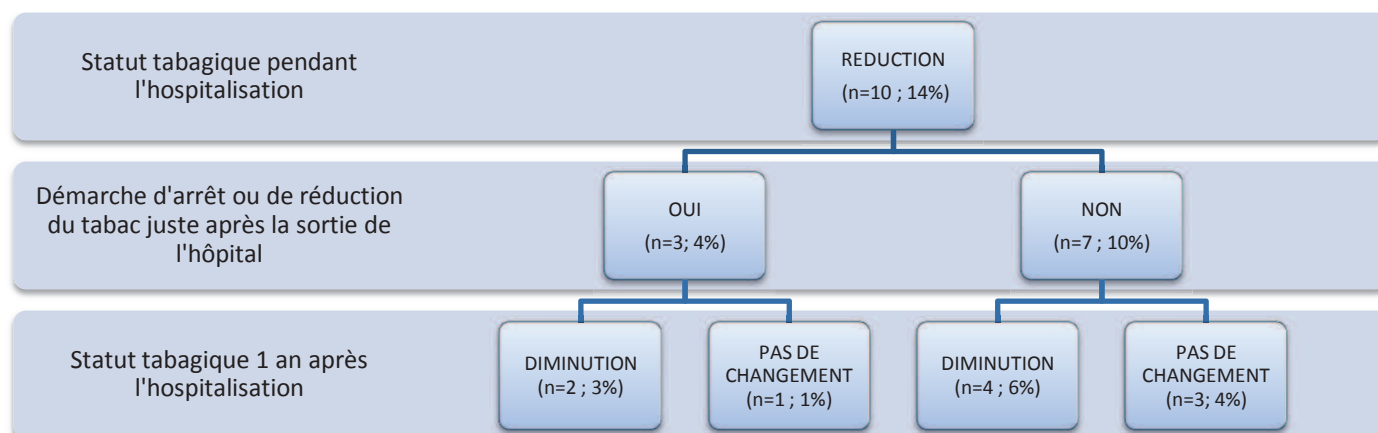 Statut tabagique pendant
l'hospitalisation
REDUCTION
(n=10 ; 14%)
Démarche d'arrêt ou de réduction
du tabac juste après la sortie de
l'hôpital
OUI
(n=3; 4%)
NON
(n=7 ; 10%)
Statut tabagique 1 an après
l'hospitalisation
DIMINUTION
(n=2 ; 3%)
PAS DE
CHANGEMENT
(n=1 ; 1%)
DIMINUTION
(n=4 ; 6%)
PAS DE
CHANGEMENT
(n=3; 4%)